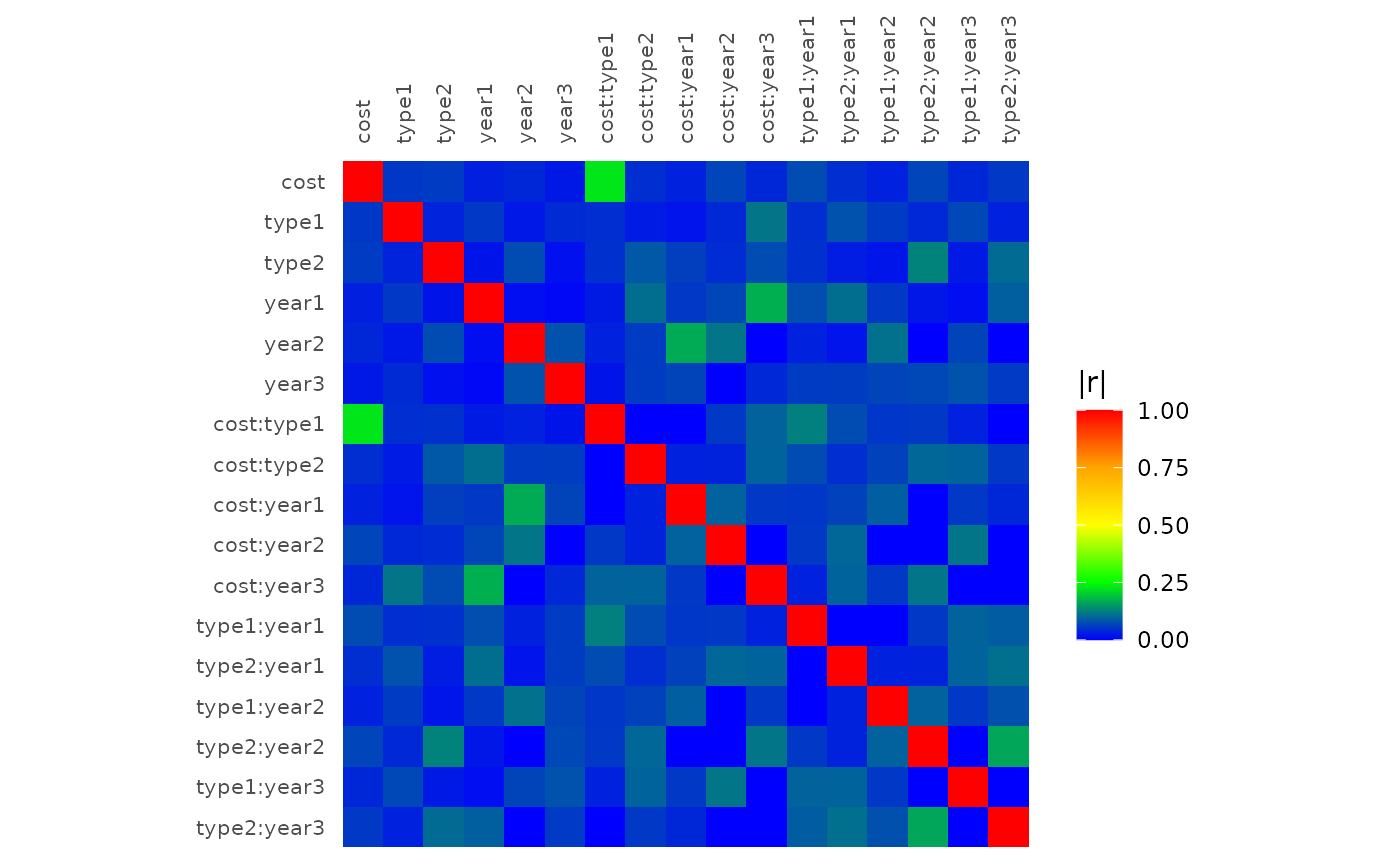 cost
type1
type2
year1
year2
year3
cost:type1
cost:type2
cost:year1
cost:year2
cost:year3
type1:year1
type2:year1
type1:year2
type2:year2
type1:year3
type2:year3
cost
type1
type2
year1
year2
year3
cost:type1
cost:type2
cost:year1
cost:year2
cost:year3
type1:year1
type2:year1
type1:year2
type2:year2
type1:year3
type2:year3
|r|
1.00
0.75
0.50
0.25
0.00